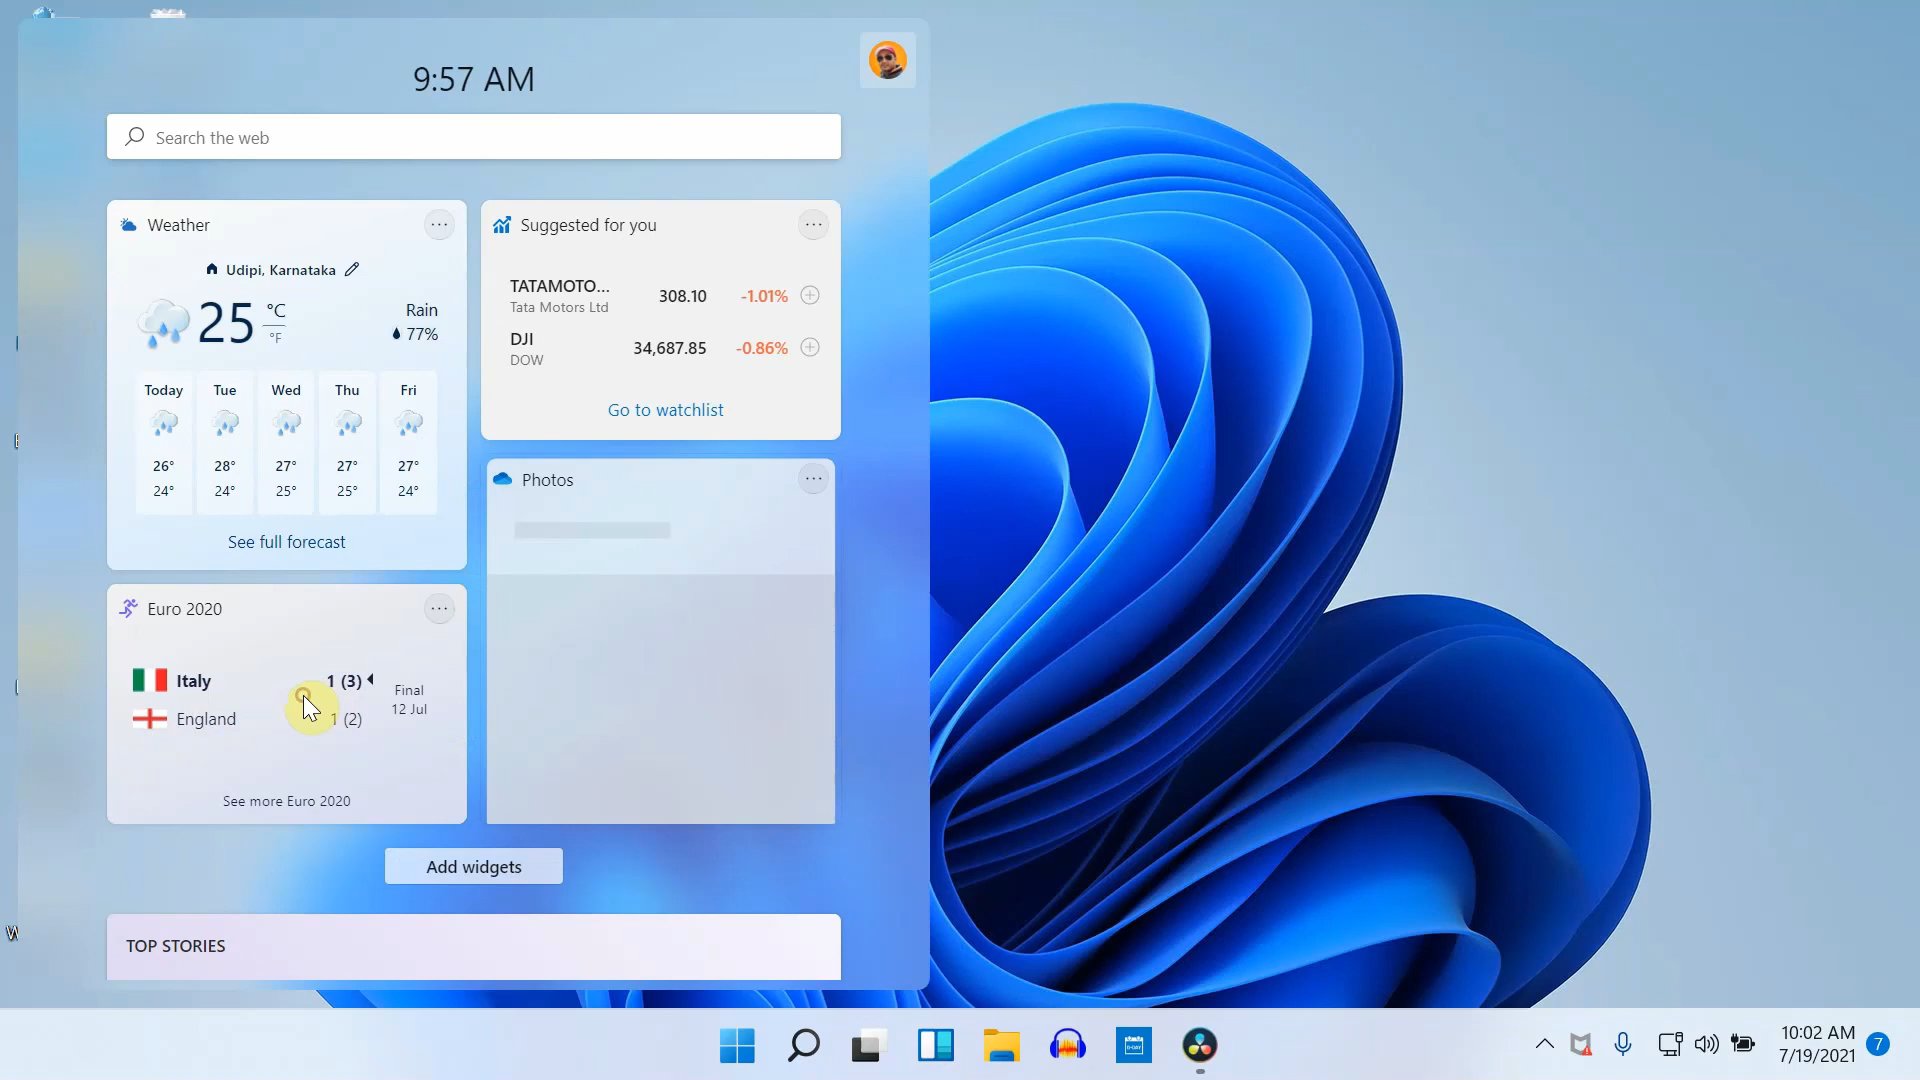 9:57 AM
Search the web
Weather
Udipi, Karnataka
25 °C
°F
Rain
77%
Today Tue Wed Thu Fri
26° 28° 27° 27° 27°
24° 24° 25° 25° 24°
See full forecast
Suggested for you
TATAMOTO... 308.10 -1.01%
Tata Motors Ltd
DJI 34,687.85 -0.86%
DOW
Go to watchlist
Photos
Euro 2020
Italy 1 (3)
England 1 (2)
Final
12 Jul
See more Euro 2020
Add widgets
TOP STORIES
W
10:02 AM
7/19/2021
7